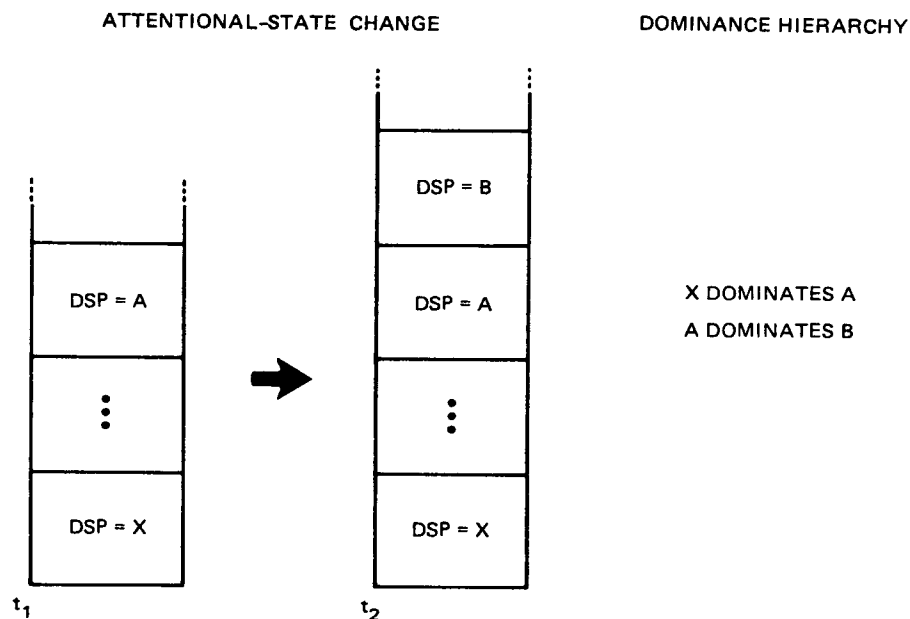 ATTENTIONAL-STATE CHANGE
DOMINANCE HIERARCHY
DSP = A
DSP = X
t1
DSP = B
DSP = A
DSP = X
t2
X DOMINATES A
A DOMINATES B